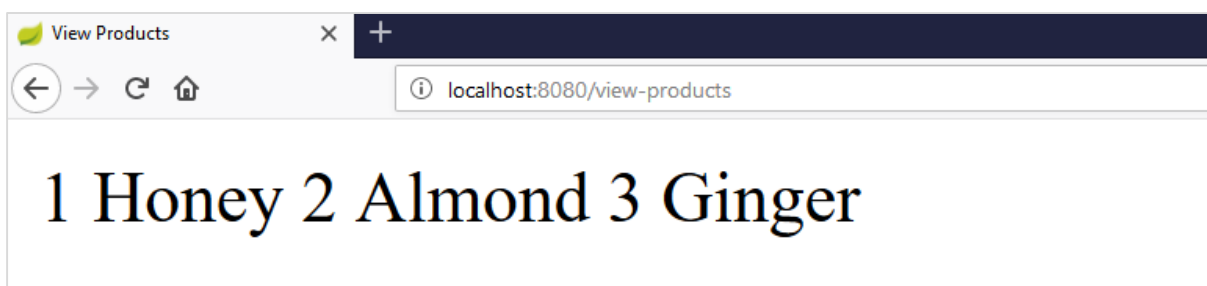 View Products
localhost:8080/view-products
1 Honey 2 Almond 3 Ginger